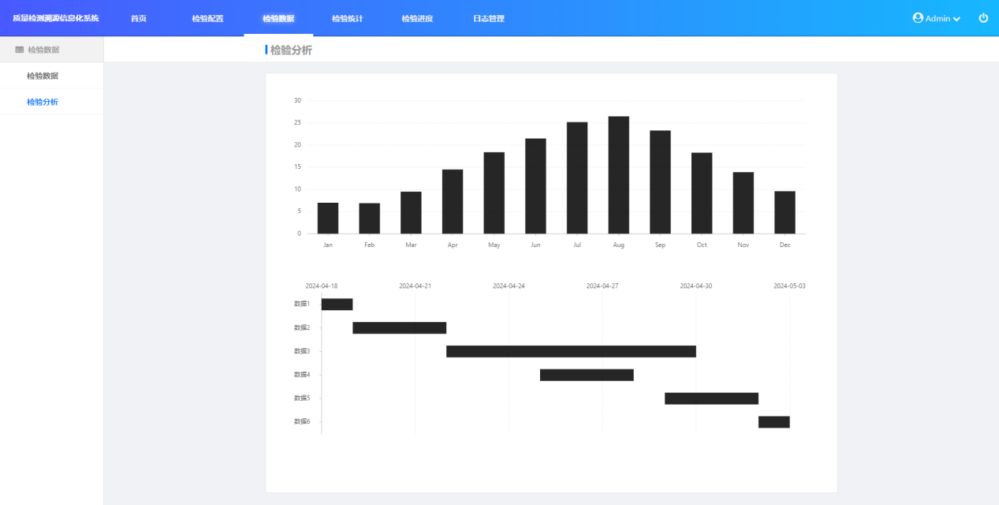 质量检测溯源信息化系统 首页 检验配置 检验数据 检验统计 检验进度 日志管理 Admin
检验数据
检验数据
检验分析
检验分析
30
25
20
15
10
5
0
Jan Feb Mar Apr May Jun Jul Aug Sep Oct Nov Dec
2024-04-18 2024-04-21 2024-04-24 2024-04-27 2024-04-30 2024-05-03
数据1
数据2
数据3
数据4
数据5
数据6